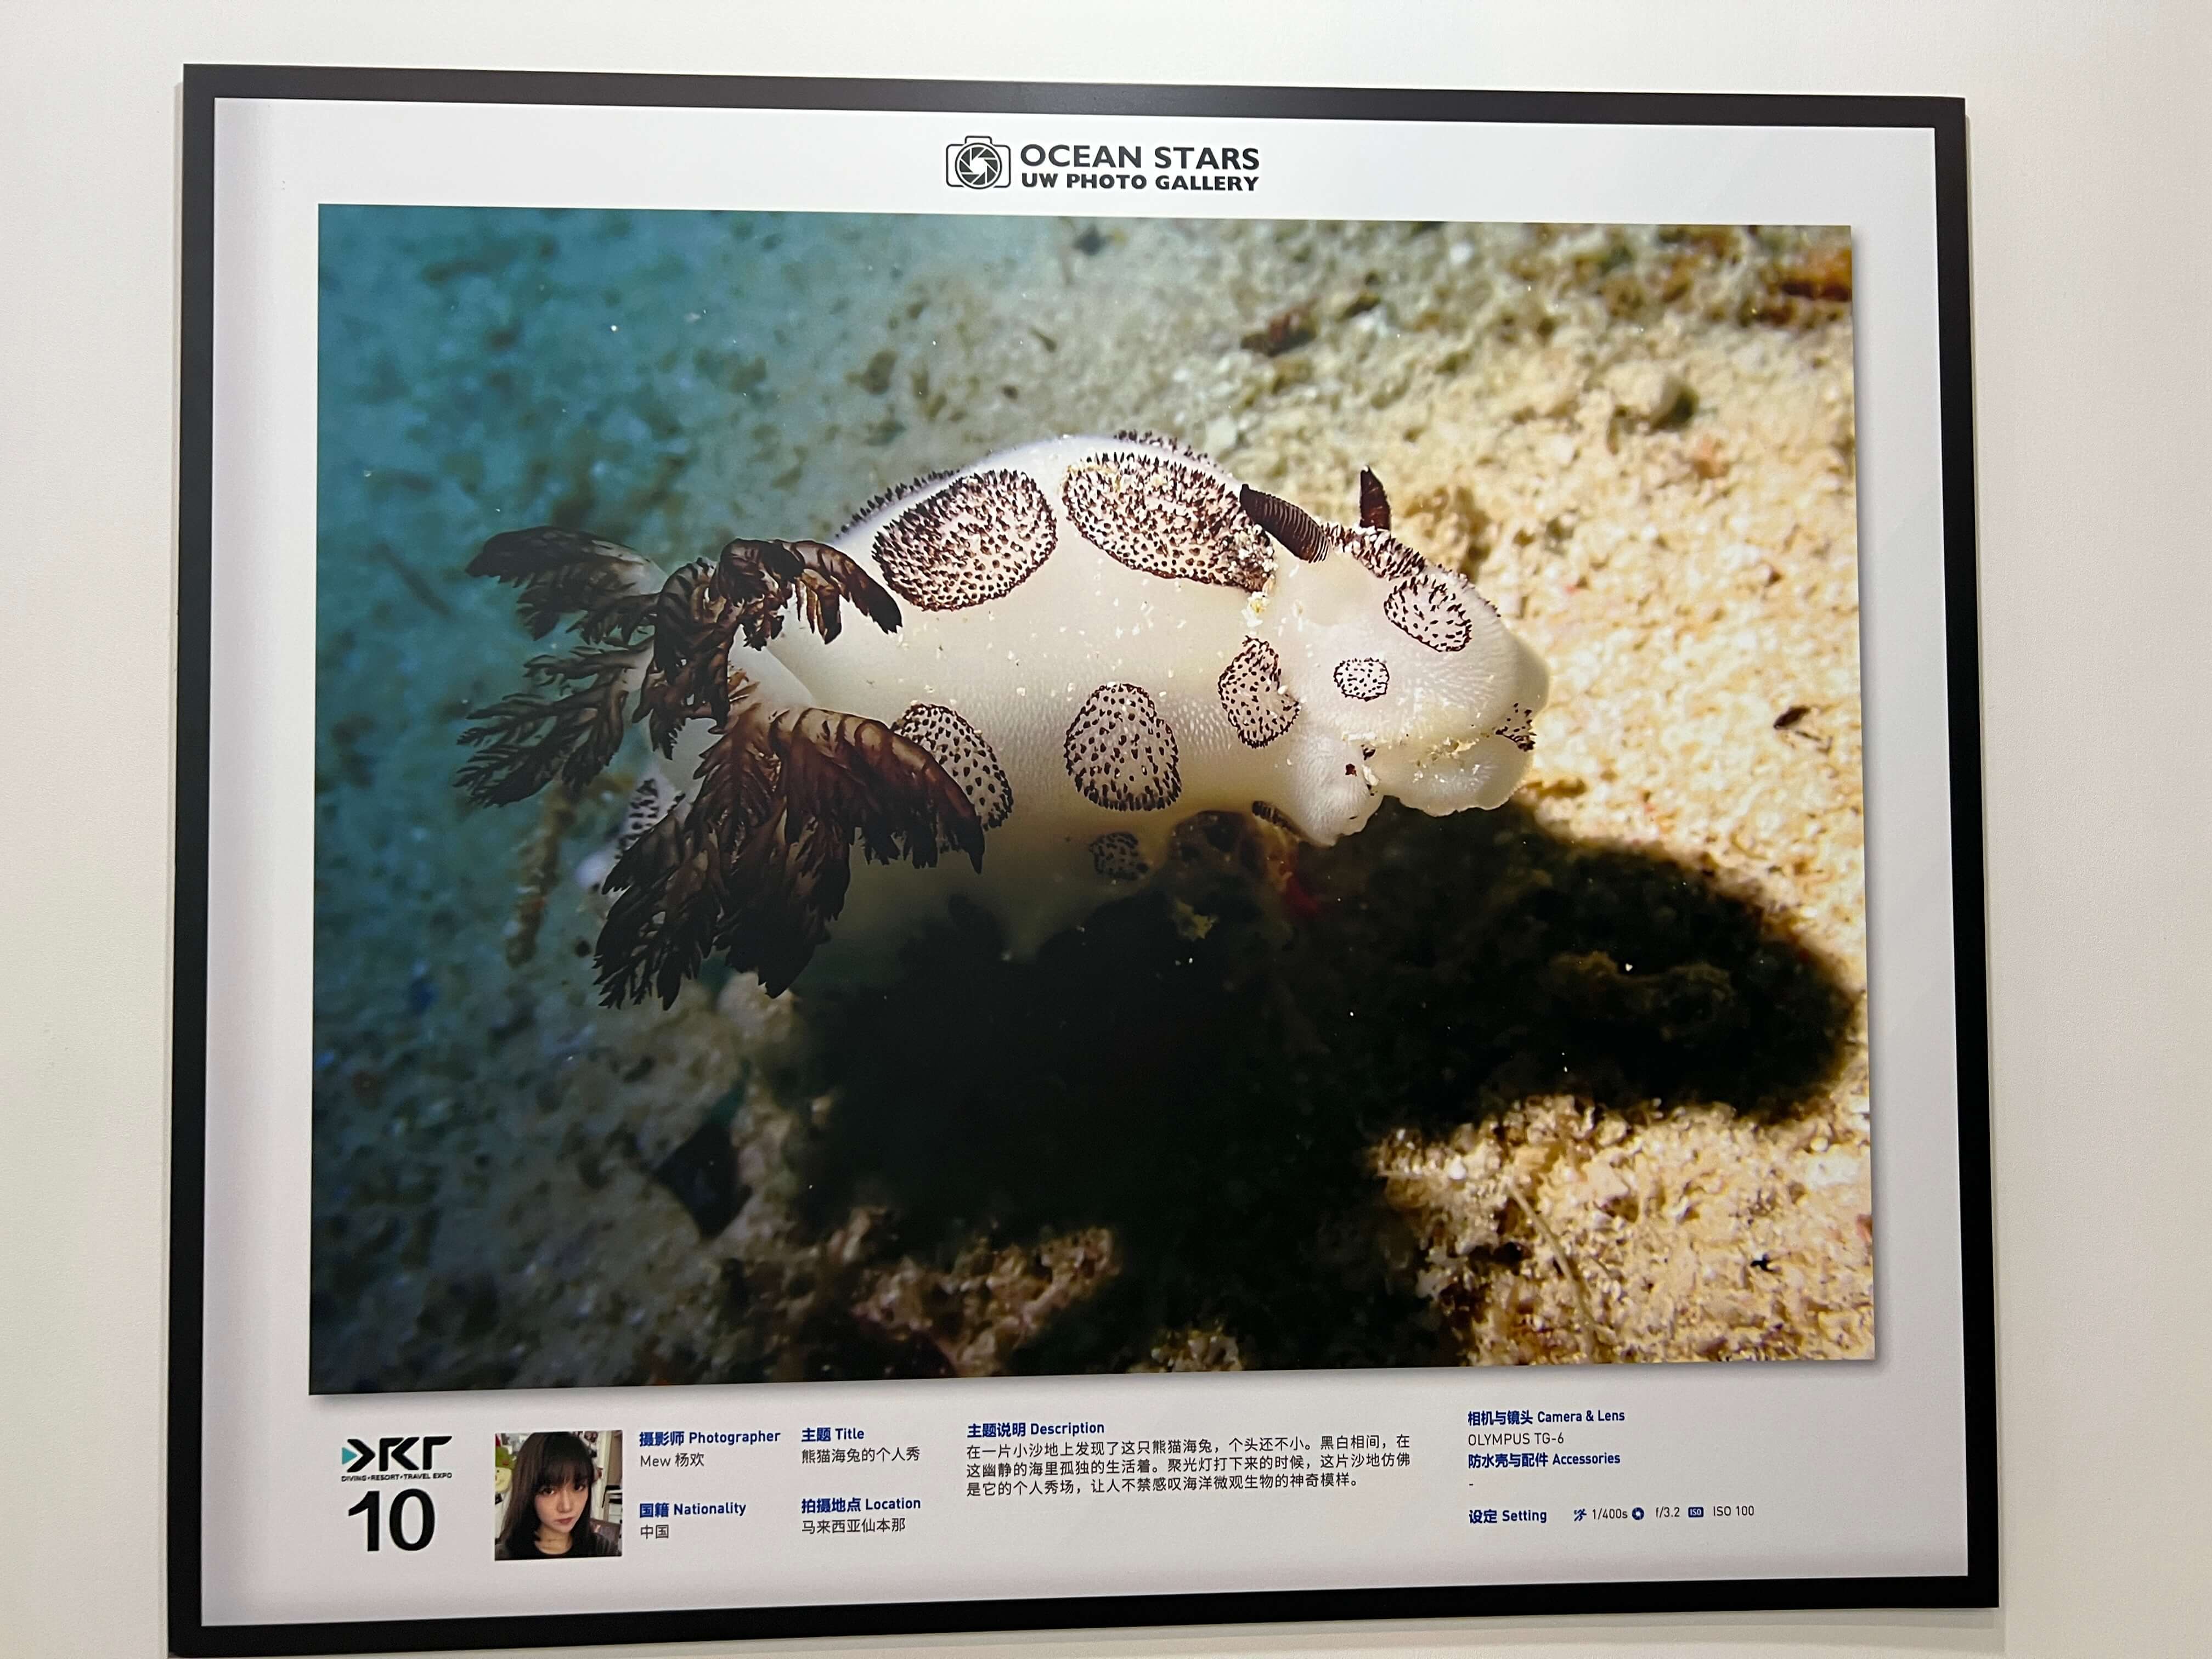 OCEAN STARS
UW PHOTO GALLERY
DRT
DIVING•RESORT•TRAVEL EXPO
10
摄影师 Photographer
Mew 杨欢
国籍 Nationality
中国
主题 Title
熊猫海兔的个人秀
拍摄地点 Location
马来西亚仙本那
主题说明 Description
在一片小沙地上发现了这只熊猫海兔，个头还不小。黑白相间，在
这幽静的海里孤独的生活着。聚光灯打下来的时候，这片沙地仿佛
是它的个人秀场，让人不禁感叹海洋微观生物的神奇模样。
相机与镜头 Camera & Lens
OLYMPUS TG-6
防水壳与配件 Accessories
-
设定 Setting 1/400s f/3.2 ISO ISO 100